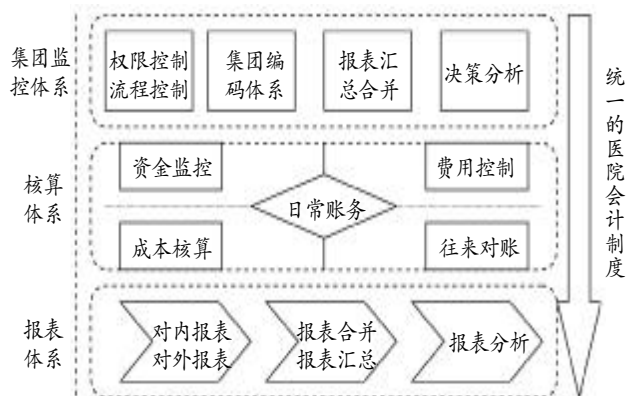 集团监
控体系
权限控制
流程控制
集团编
码体系
报表汇
总合并
决策分析
核算
体系
资金监控
费用控制
日常账务
成本核算
往来对账
报表
体系
对内报表
对外报表
报表合并
报表汇总
报表分析
统一的医院会计制度